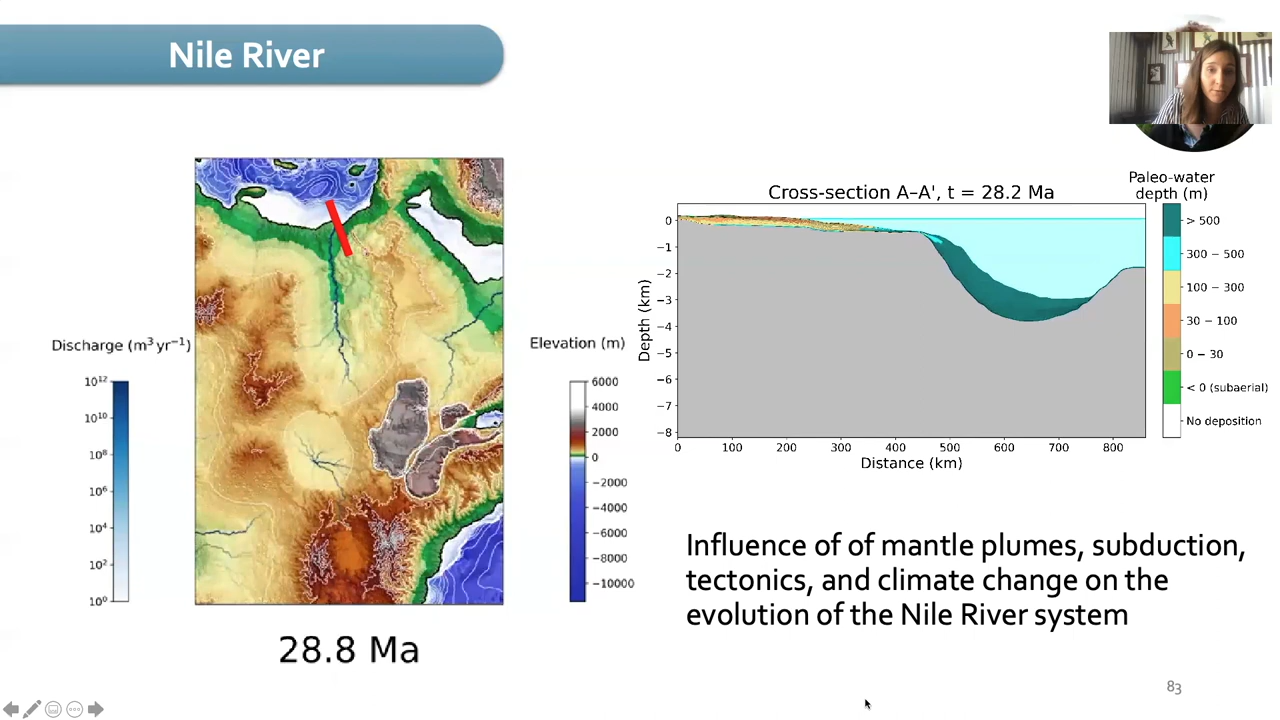 Nile River
Discharge (m³ yr⁻¹)
10¹²
10¹⁰
10⁸
10⁶
10⁴
10²
10⁰
28.8 Ma
Elevation (m)
6000
4000
2000
0
−2000
−4000
−6000
−8000
−10000
Cross-section A–A', t = 28.2 Ma
Depth (km)
0
−1
−2
−3
−4
−5
−6
−7
−8
0 100 200 300 400 500 600 700 800
Distance (km)
Paleo-water
depth (m)
> 500
300 − 500
100 − 300
30 − 100
0 − 30
< 0 (subaerial)
No deposition
Influence of of mantle plumes, subduction,
tectonics, and climate change on the
evolution of the Nile River system
83